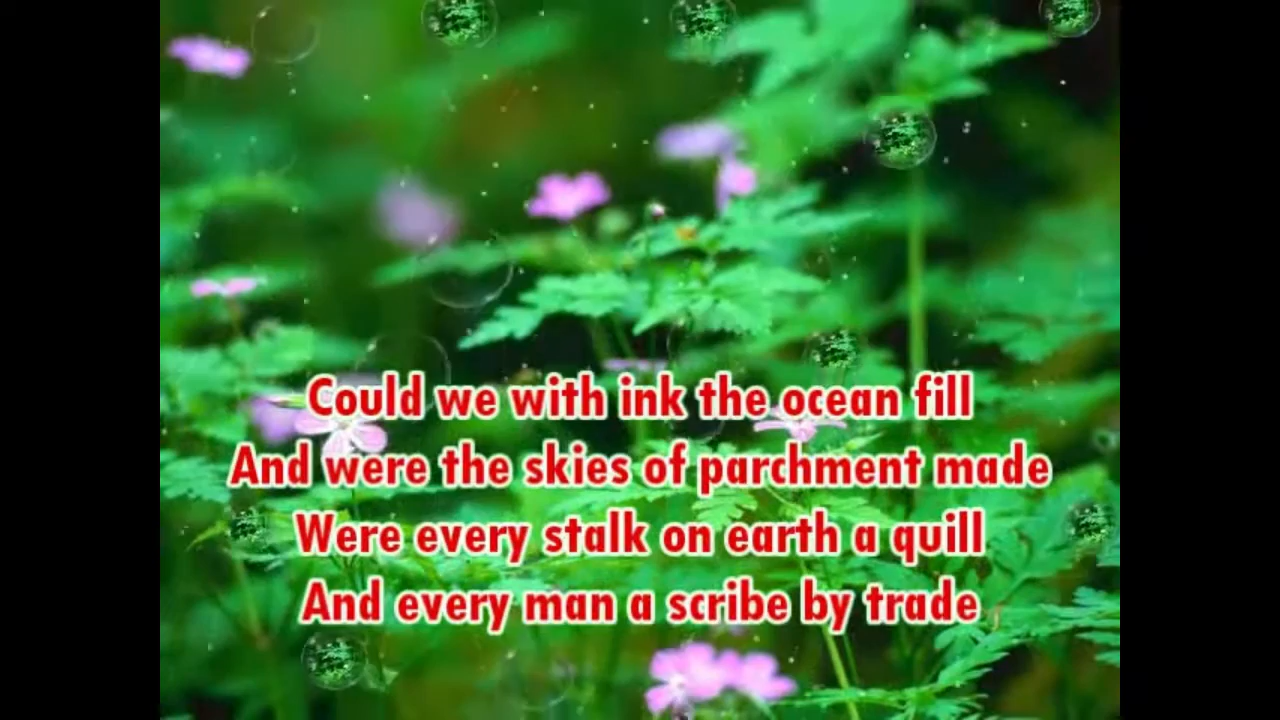 Could we with ink the ocean fill
And were the skies of parchment made
Were every stalk on earth a quill
And every man a scribe by trade